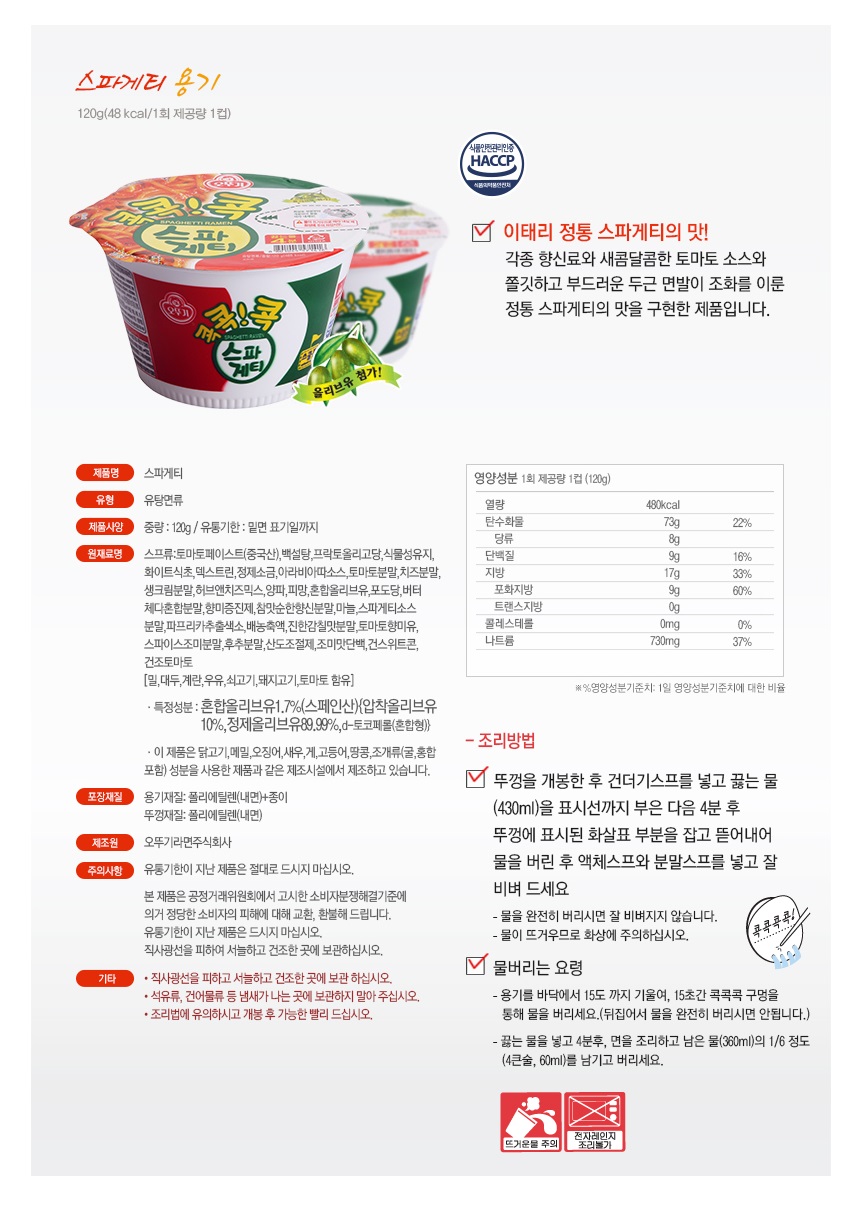 스파게티 용기
120g(48 kcal/1회 제공량 1컵)
식품안전관리인증
HACCP
식품의약품안전처
오뚜기
콕콕!콕
SPAGHETTI RAMEN
스파
게티
오뚜기
콕콕!콕
SPAGHETTI RAMEN
스파
게티
올리브유 첨가!
이태리 정통 스파게티의 맛!
각종 향신료와 새콤달콤한 토마토 소스와
쫄깃하고 부드러운 두근 면발이 조화를 이룬
정통 스파게티의 맛을 구현한 제품입니다.
제품명 스파게티
유형 유탕면류
제품사양 중량 : 120g / 유통기한 : 밑면 표기일까지
원재료명 스프류:토마토페이스트(중국산),백설탕,프락토올리고당,식물성유지,
화이트식초,덱스트린,정제소금,아라비아따소스,토마토분말,치즈분말,
생크림분말,허브앤치즈믹스,양파,피망,혼합올리브유,포도당,버터
체다혼합분말,향미증진제,참맛순한향신분말,마늘,스파게티소스
분말,파프리카추출색소,배농축액,진한감칠맛분말,토마토향미유,
스파이스조미분말,후추분말,산도조절제,조미맛단백,건스위트콘,
건조토마토
[밀,대두,계란,우유,쇠고기,돼지고기,토마토 함유]
· 특정성분 : 혼합올리브유1.7%(스페인산){압착올리브유
10%,정제올리브유89.99%,d-토코페롤(혼합형)}
· 이 제품은 닭고기,메밀,오징어,새우,게,고등어,땅콩,조개류(굴,홍합
포함) 성분을 사용한 제품과 같은 제조시설에서 제조하고 있습니다.
포장재질 용기재질: 폴리에틸렌(내면)+종이
뚜껑재질: 폴리에틸렌(내면)
제조원 오뚜기라면주식회사
주의사항 유통기한이 지난 제품은 절대로 드시지 마십시오.
본 제품은 공정거래위원회에서 고시한 소비자분쟁해결기준에
의거 정당한 소비자의 피해에 대해 교환, 환불해 드립니다.
유통기한이 지난 제품은 드시지 마십시오.
직사광선을 피하여 서늘하고 건조한 곳에 보관하십시오.
기타 • 직사광선을 피하고 서늘하고 건조한 곳에 보관 하십시오.
• 석유류, 건어물류 등 냄새가 나는 곳에 보관하지 말아 주십시오.
• 조리법에 유의하시고 개봉 후 가능한 빨리 드십시오.
영양성분 1회 제공량 1컵 (120g)
열량 480kcal
탄수화물 73g 22%
당류 8g
단백질 9g 16%
지방 17g 33%
포화지방 9g 60%
트랜스지방 0g
콜레스테롤 0mg 0%
나트륨 730mg 37%
※%영양성분기준치: 1일 영양성분기준치에 대한 비율
- 조리방법
뚜껑을 개봉한 후 건더기스프를 넣고 끓는 물
(430ml)을 표시선까지 부은 다음 4분 후
뚜껑에 표시된 화살표 부분을 잡고 뜯어내어
물을 버린 후 액체스프와 분말스프를 넣고 잘
비벼 드세요
- 물을 완전히 버리시면 잘 비벼지지 않습니다.
- 물이 뜨거우므로 화상에 주의하십시오.
콕콕콕콕!
물버리는 요령
- 용기를 바닥에서 15도 까지 기울여, 15초간 콕콕콕 구멍을
통해 물을 버리세요.(뒤집어서 물을 완전히 버리시면 안됩니다.)
- 끓는 물을 넣고 4분후, 면을 조리하고 남은 물(360ml)의 1/6 정도
(4큰술, 60ml)를 남기고 버리세요.
뜨거운물 주의
전자레인지
조리불가